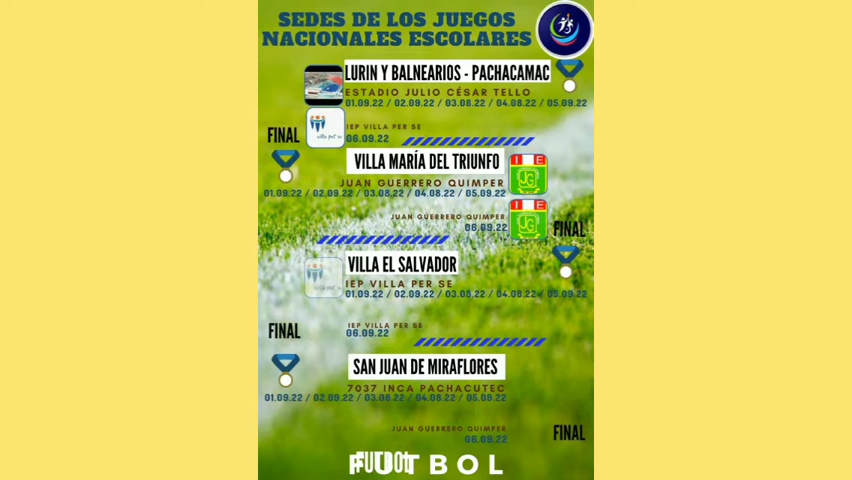 SEDES DE LOS JUEGOS
NACIONALES ESCOLARES
LURIN Y BALNEARIOS - PACHACAMAC
ESTADIO JULIO CÉSAR TELLO
01.09.22 / 02.09.22 / 03.08.22 / 04.08.22 / 05.09.22
FINAL
IEP VILLA PER SE
06.09.22
VILLA MARÍA DEL TRIUNFO
JUAN GUERRERO QUIMPER
01.09.22 / 02.09.22 / 03.08.22 / 04.08.22 / 05.09.22
JUAN GUERRERO QUIMPER
06.09.22
FINAL
VILLA EL SALVADOR
IEP VILLA PER SE
01.09.22 / 02.09.22 / 03.08.22 / 04.08.22 / 05.09.22
FINAL
IEP VILLA PER SE
06.09.22
SAN JUAN DE MIRAFLORES
7037 INCA PACHACUTEC
01.09.22 / 02.09.22 / 03.08.22 / 04.08.22 / 05.09.22
JUAN GUERRERO QUIMPER
06.09.22
FINAL
FUTBOL